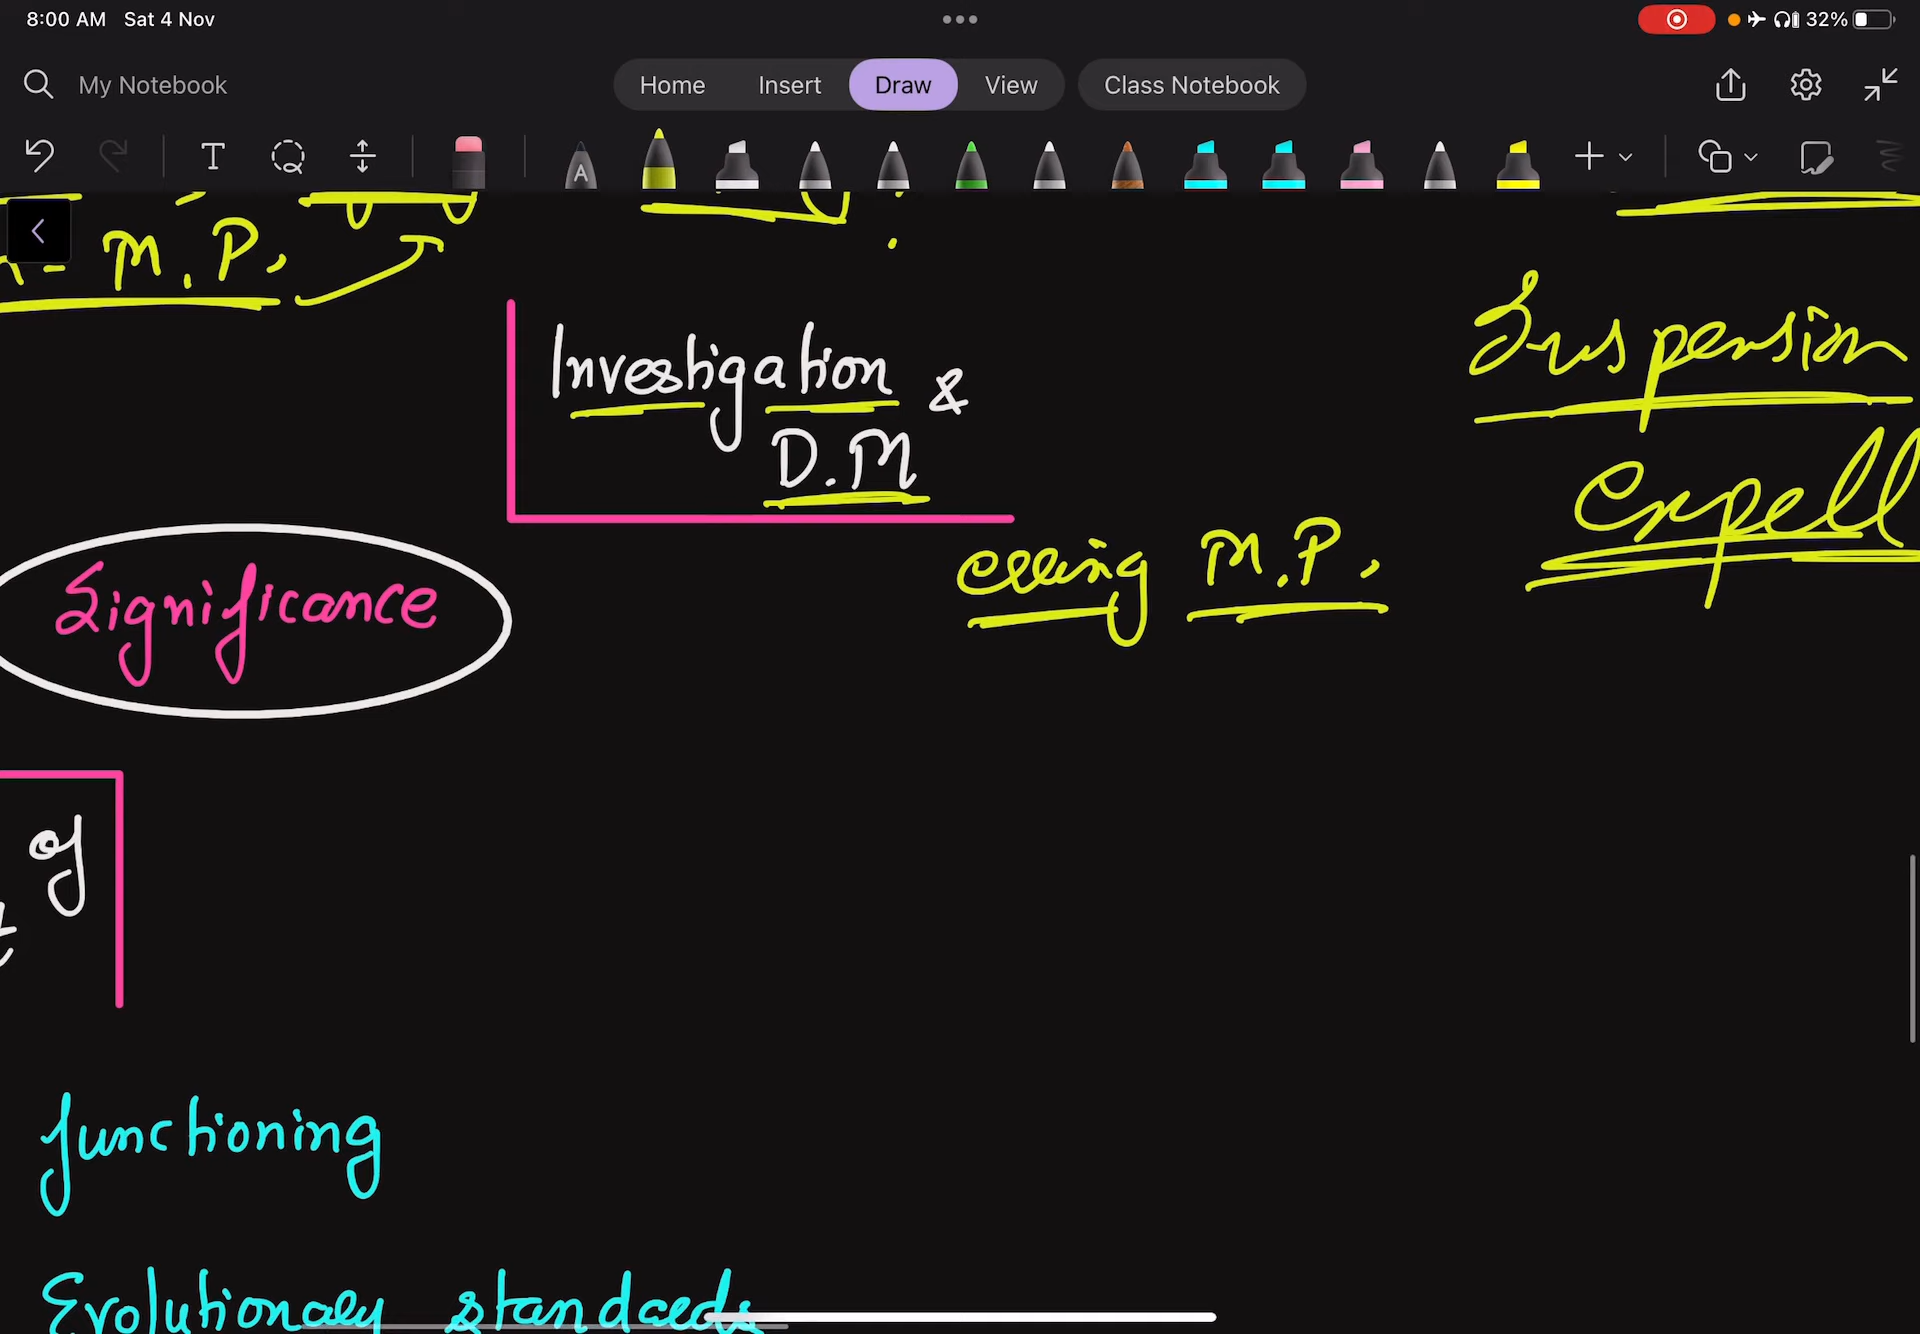 8:00 AM Sat 4 Nov
32%
My Notebook
Home Insert Draw View Class Notebook
T
A
M.P.
Investigation &
D.M
Suspension
Expell
erring M.P.
Significance
of
functioning
Evolutionary standards